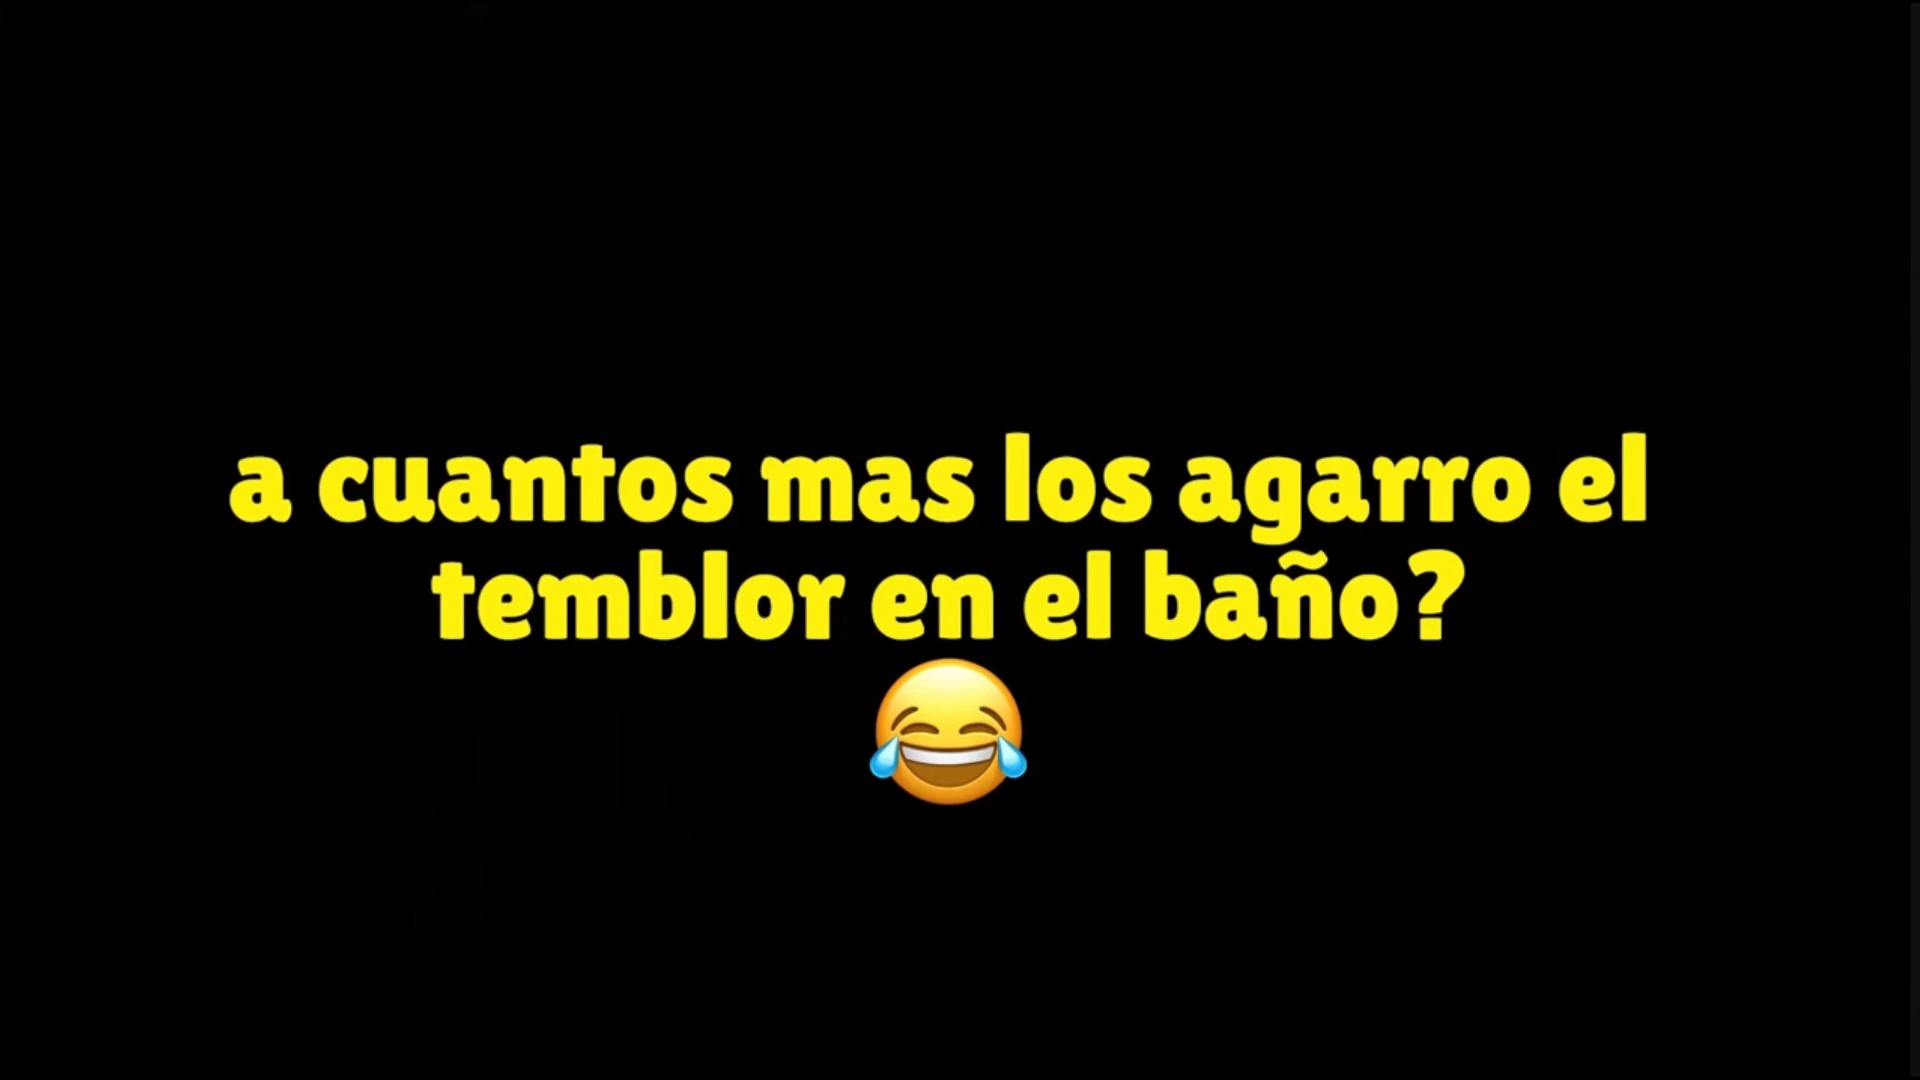 a cuantos mas los agarro el
temblor en el baño?
😂